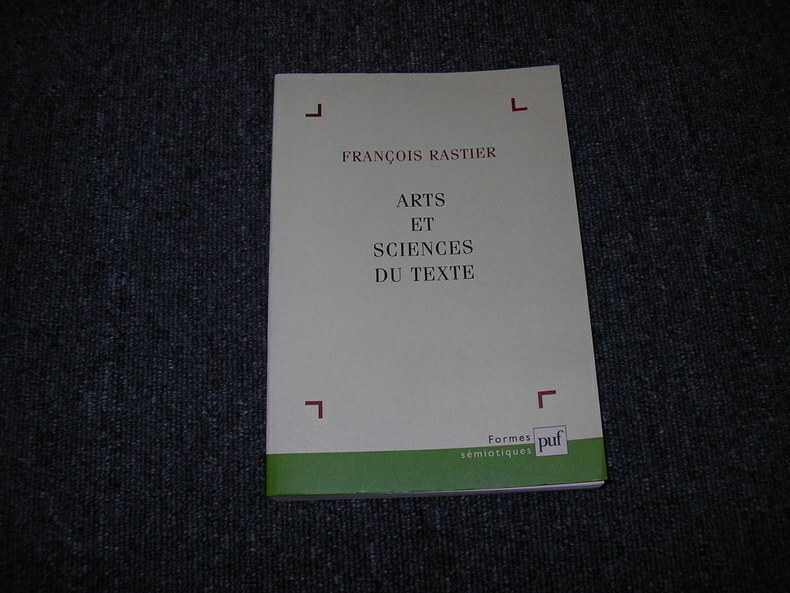 FRANÇOIS RASTIER
ARTS
ET
SCIENCES
DU TEXTE
Formes
sémiotiques
puf